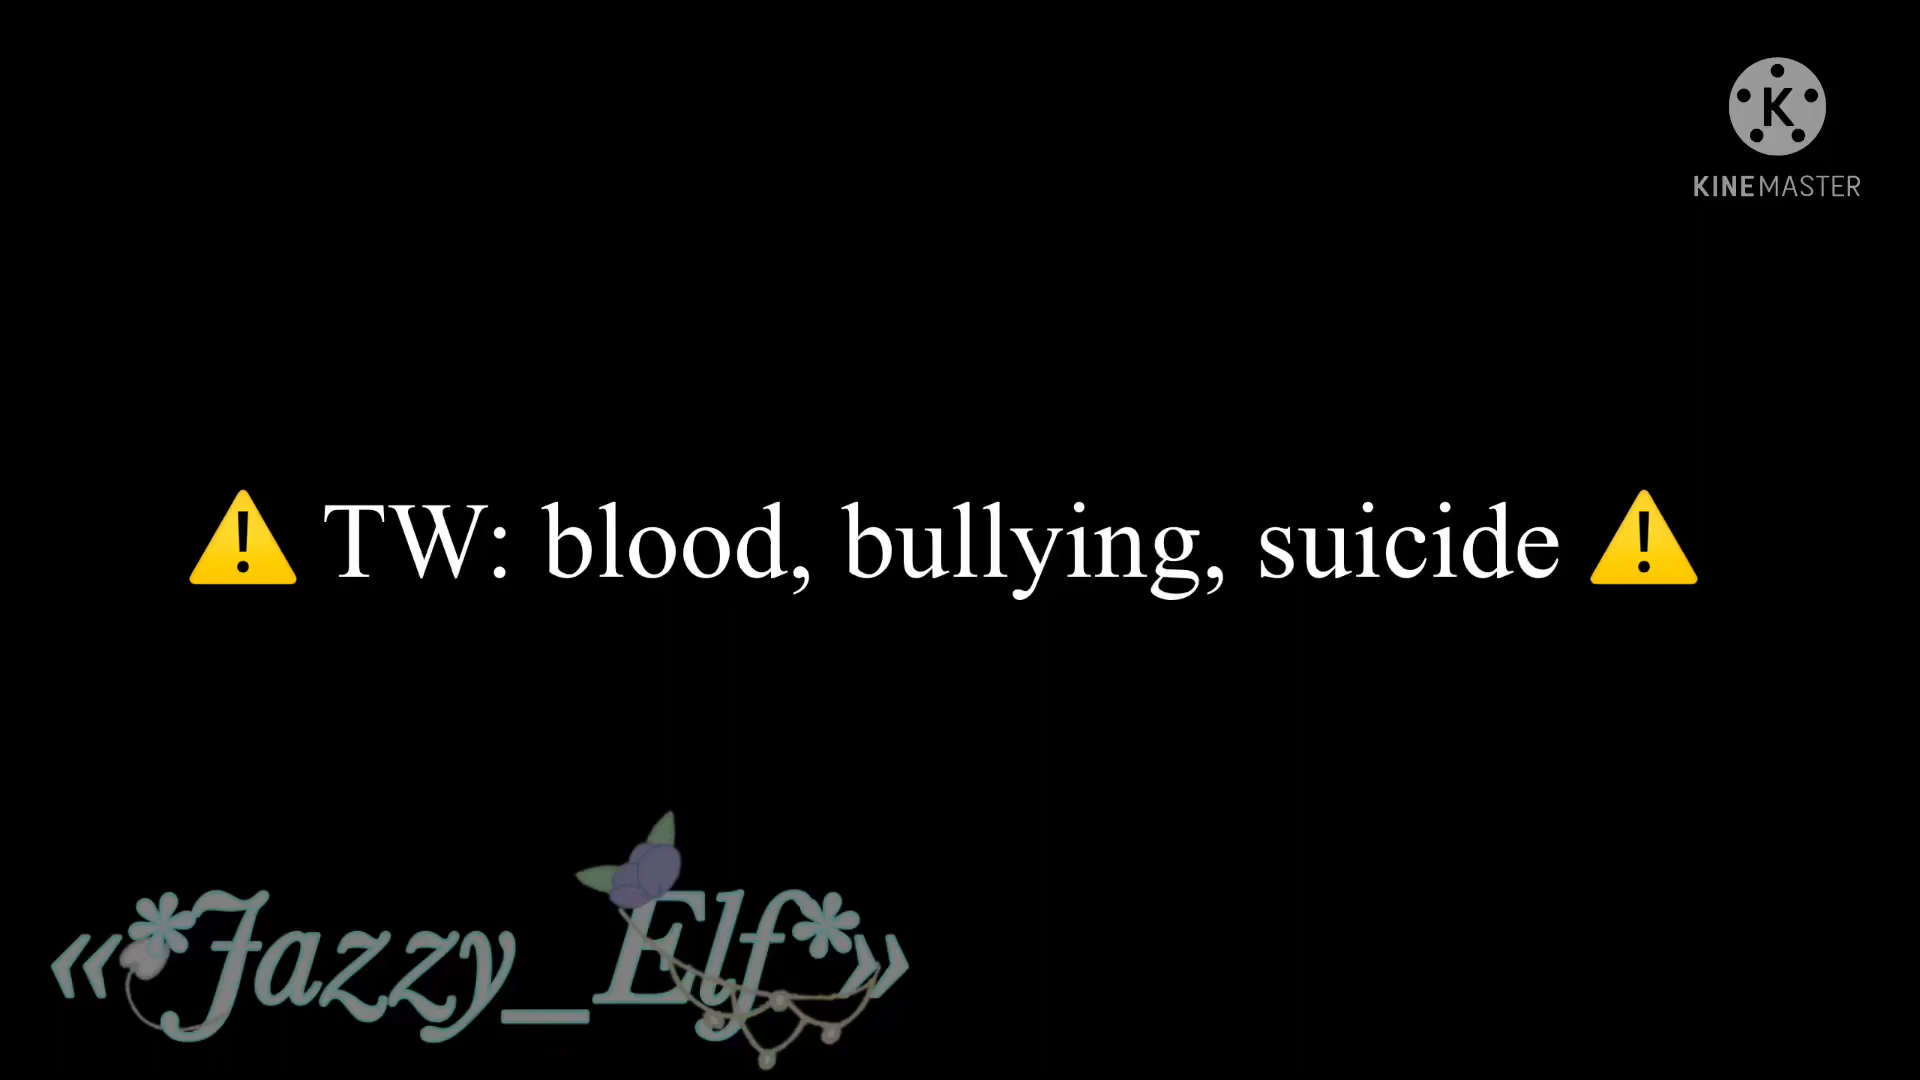 K
KINEMASTER
⚠️ TW: blood, bullying, suicide ⚠️
«*Jazzy_Elf*»